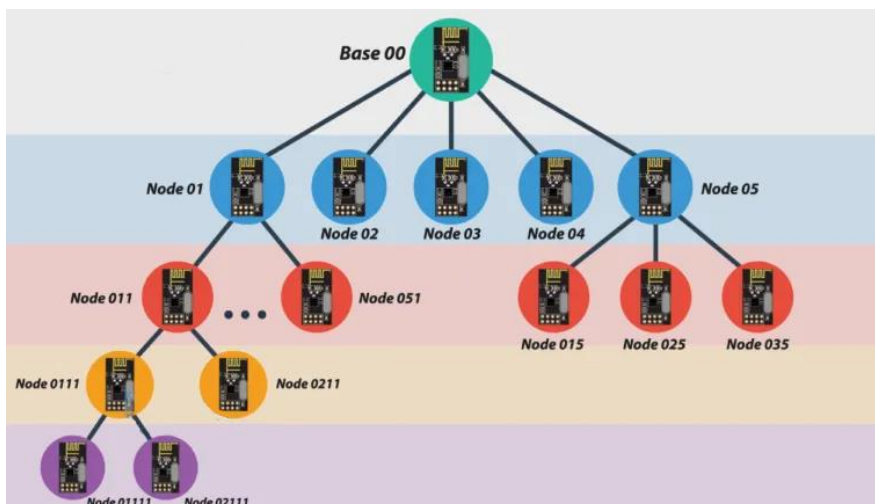 Base 00
Node 01
Node 05
Node 02
Node 03
Node 04
Node 011
Node 051
Node 015
Node 025
Node 035
Node 0111
Node 0211
Node 01111
Node 02111